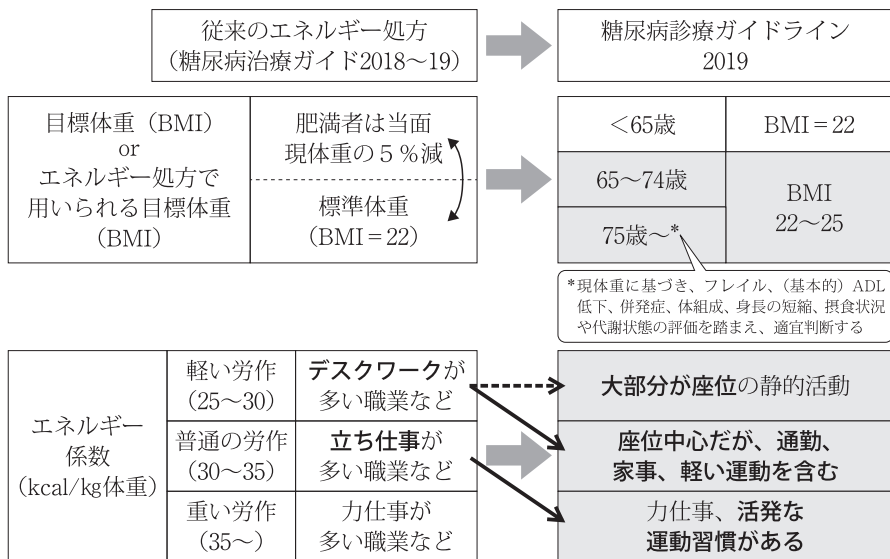 従来のエネルギー処方
（糖尿病治療ガイド2018～19）
糖尿病診療ガイドライン
2019
目標体重（BMI）
or
エネルギー処方で
用いられる目標体重
（BMI）
肥満者は当面
現体重の５％減
標準体重
（BMI＝22）
＜65歳
BMI＝22
65～74歳
75歳～*
BMI
22～25
*現体重に基づき、フレイル、（基本的）ADL
低下、併発症、体組成、身長の短縮、摂食状況
や代謝状態の評価を踏まえ、適宜判断する
エネルギー
係数
（kcal/kg体重）
軽い労作
（25～30）
デスクワークが
多い職業など
大部分が座位の静的活動
普通の労作
（30～35）
立ち仕事が
多い職業など
座位中心だが、通勤、
家事、軽い運動を含む
重い労作
（35～）
力仕事が
多い職業など
力仕事、活発な
運動習慣がある